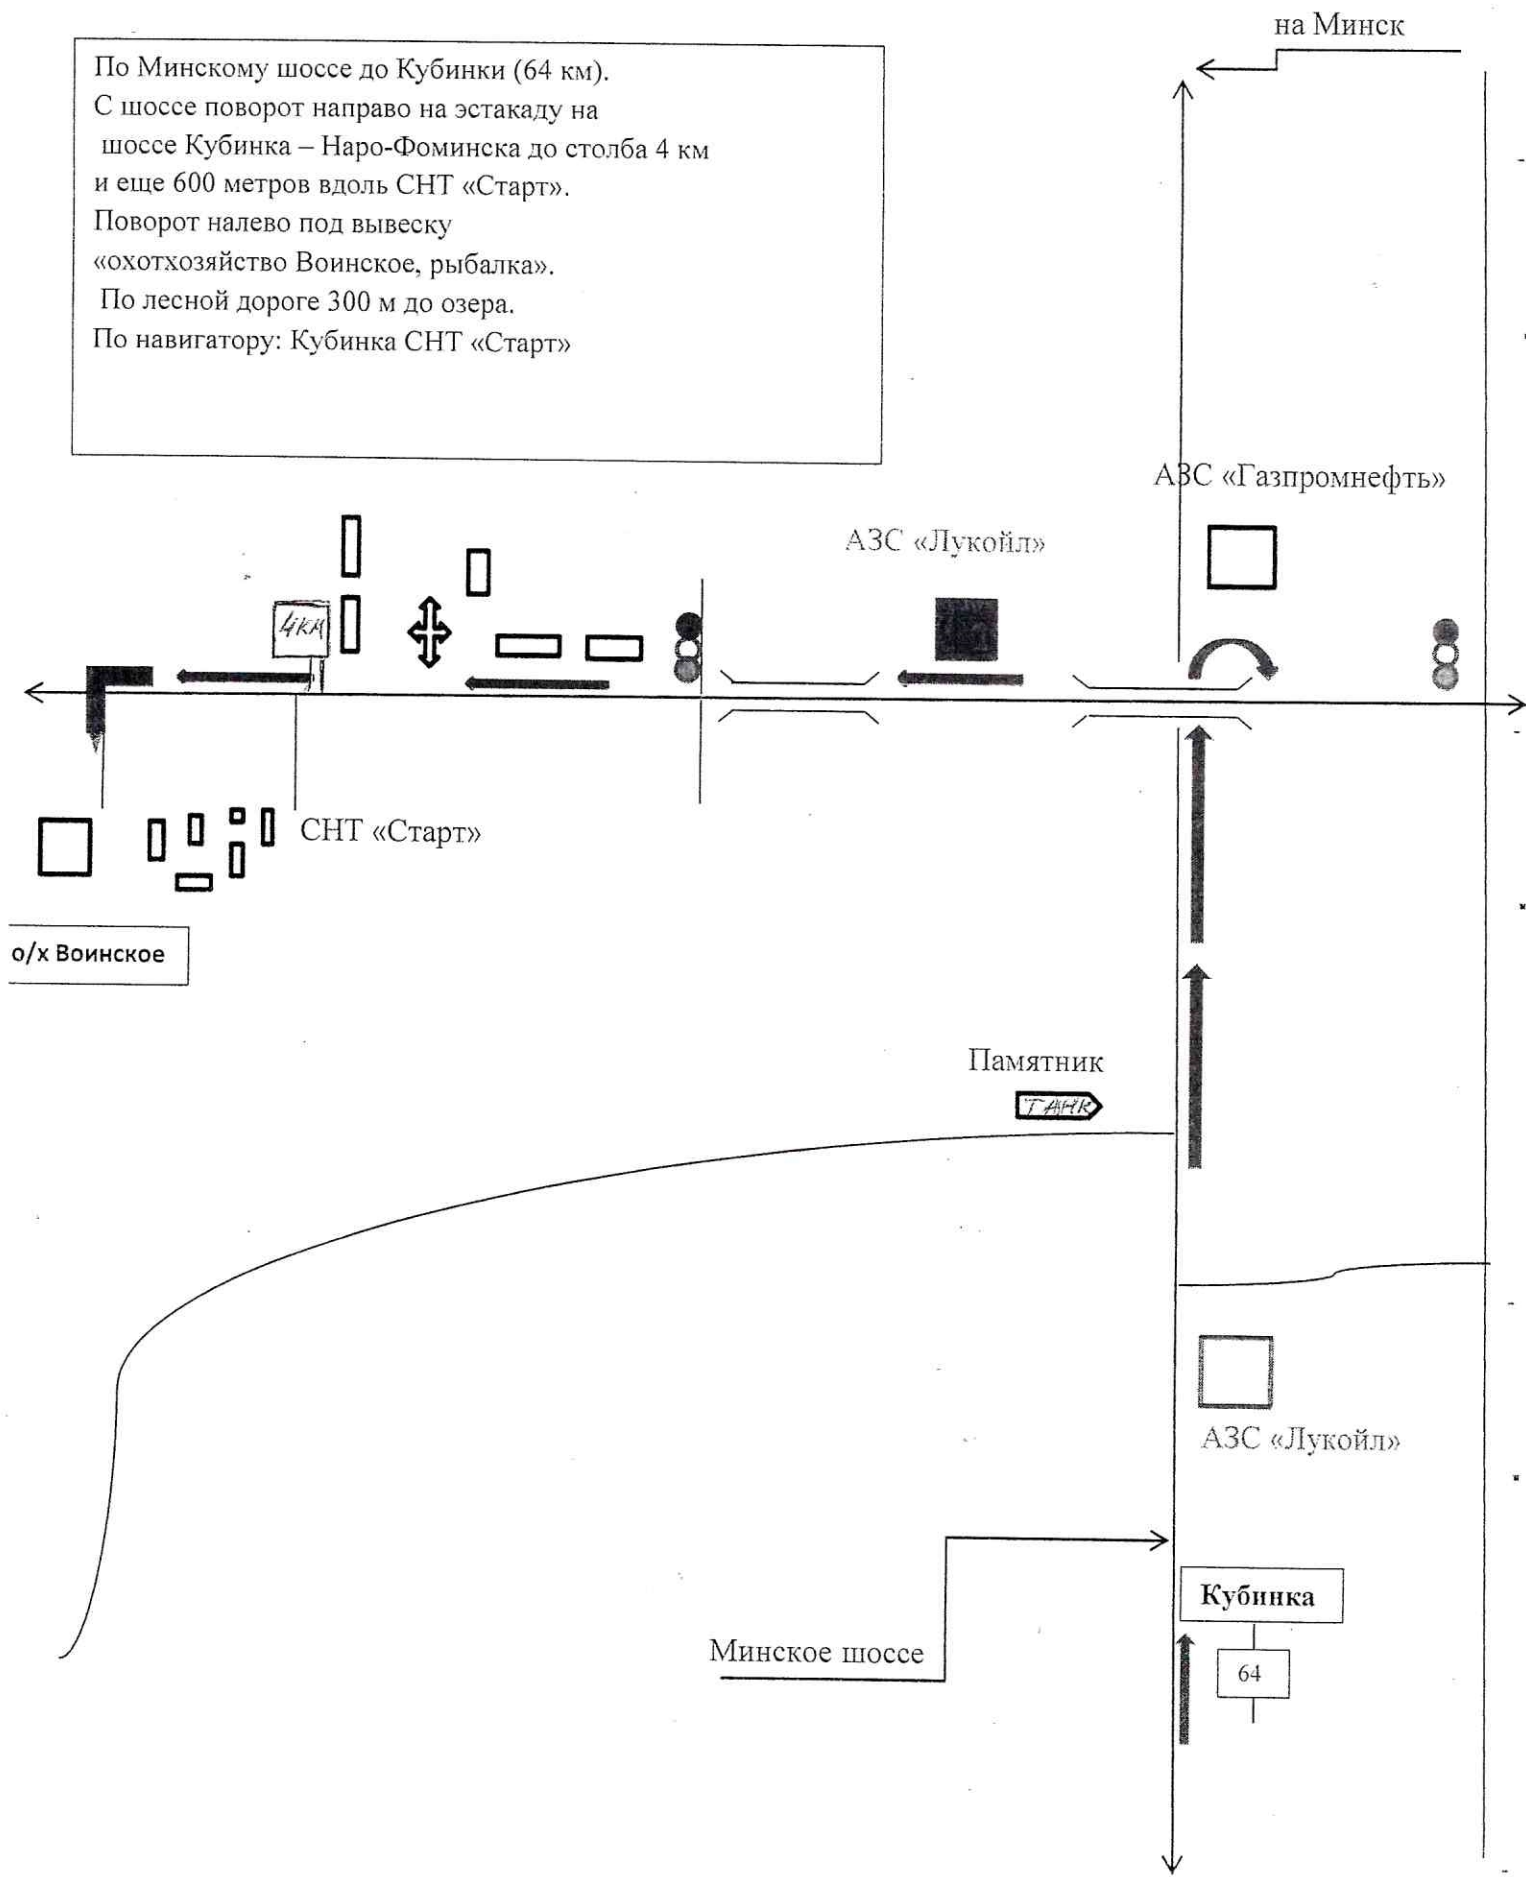 на Минск
По Минскому шоссе до Кубинки (64 км).
С шоссе поворот направо на эстакаду на
шоссе Кубинка – Наро-Фоминска до столба 4 км
и еще 600 метров вдоль СНТ «Старт».
Поворот налево под вывеску
«охотхозяйство Воинское, рыбалка».
По лесной дороге 300 м до озера.
По навигатору: Кубинка СНТ «Старт»
АЗС «Газпромнефть»
АЗС «Лукойл»
4КМ
СНТ «Старт»
о/х Воинское
Памятник
ТАНК
АЗС «Лукойл»
Кубинка
Минское шоссе
64